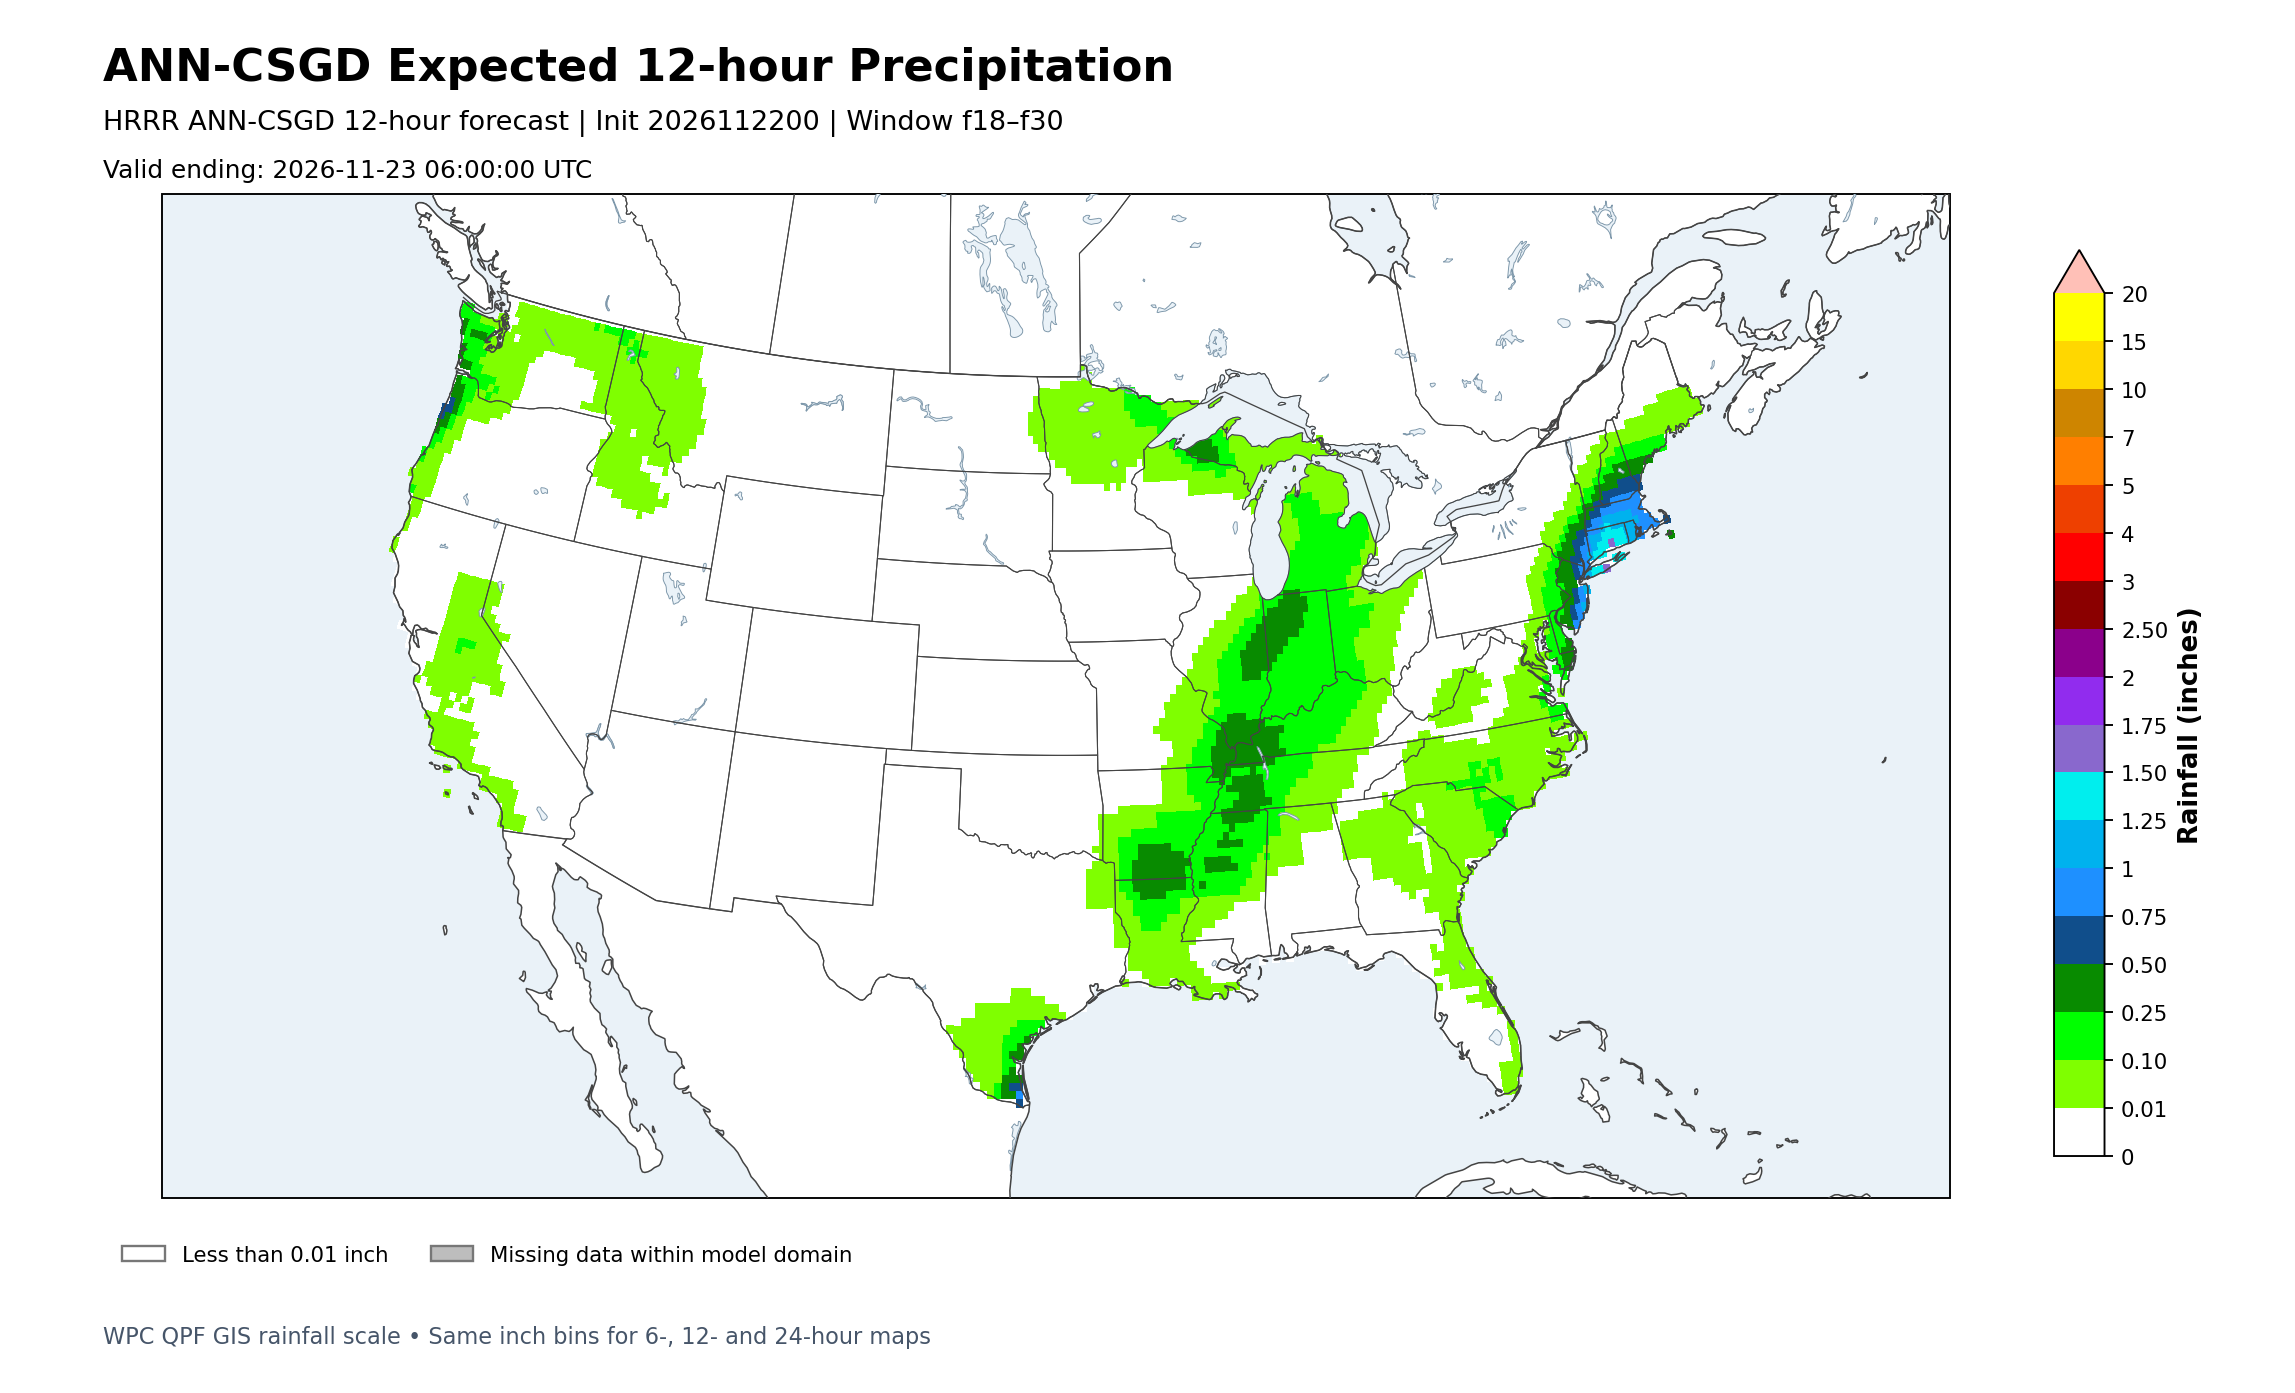 ANN-CSGD Expected 12-hour Precipitation
HRRR ANN-CSGD 12-hour forecast | Init 2026112200 | Window f18–f30
Valid ending: 2026-11-23 06:00:00 UTC
20
15
10
7
5
4
3
2.50
2
1.75
1.50
1.25
1
0.75
0.50
0.25
0.10
0.01
0
Rainfall (inches)
Less than 0.01 inch
Missing data within model domain
WPC QPF GIS rainfall scale • Same inch bins for 6-, 12- and 24-hour maps